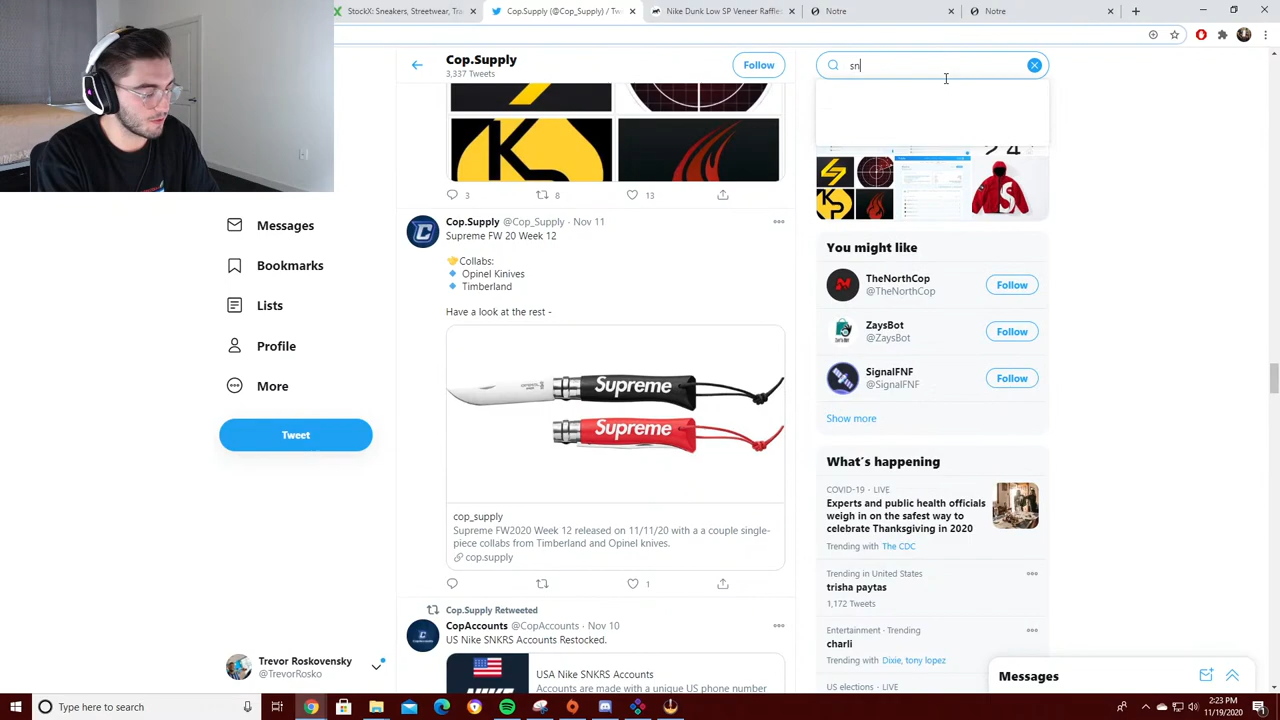 StockX: Sneakers, Streetwear, Tra
Cop.Supply (@Cop_Supply) / Twi
Nike Dunk Low SP Veneer Raffle
Notre
Notre
Cop.Supply
3,337 Tweets
Follow
sn
3
8
13
Cop.Supply @Cop_Supply · Nov 11
Supreme FW 20 Week 12
Collabs:
Opinel Kinives
Timberland
Have a look at the rest -
Supreme
Supreme
cop_supply
Supreme FW2020 Week 12 released on 11/11/20 with a a couple single-
piece collabs from Timberland and Opinel knives.
cop.supply
1
Cop.Supply Retweeted
CopAccounts @CopAccounts · Nov 10
US Nike SNKRS Accounts Restocked.
USA Nike SNKRS Accounts
Accounts are made with a unique US phone number
Messages
Bookmarks
Lists
Profile
More
Tweet
Trevor Roskovensky
@TrevorRosko
You might like
TheNorthCop
@TheNorthCop
Follow
ZaysBot
@ZaysBot
Follow
SignalFNF
@SignalFNF
Follow
Show more
What's happening
COVID-19 · LIVE
Experts and public health officials
weigh in on the safest way to
celebrate Thanksgiving in 2020
Trending with The CDC
Trending in United States
trisha paytas
1,172 Tweets
Entertainment · Trending
charli
Trending with Dixie, tony lopez
US elections · LIVE
Messages
Type here to search
2:23 PM
11/19/2020